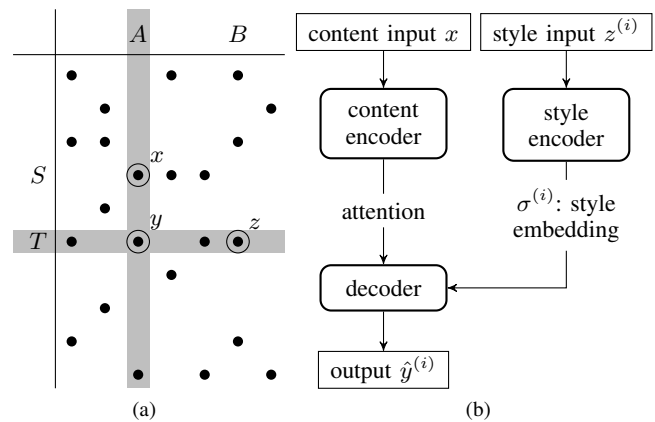 A
B
x
S
y
z
T
(a)
content input x
style input z^(i)
content
encoder
style
encoder
attention
σ^(i): style
embedding
decoder
output ŷ^(i)
(b)